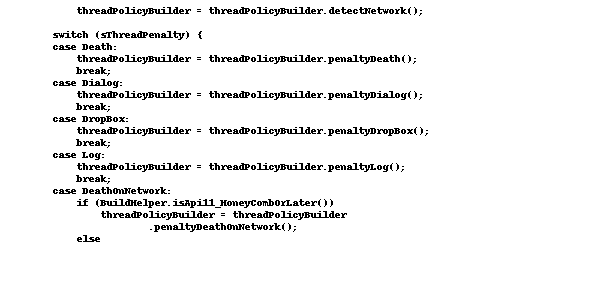 threadPolicyBuilder = threadPolicyBuilder.detectNetwork();
switch (sThreadPenalty) {
case Death:
threadPolicyBuilder = threadPolicyBuilder.penaltyDeath();
break;
case Dialog:
threadPolicyBuilder = threadPolicyBuilder.penaltyDialog();
break;
case DropBox:
threadPolicyBuilder = threadPolicyBuilder.penaltyDropBox();
break;
case Log:
threadPolicyBuilder = threadPolicyBuilder.penaltyLog();
break;
case DeathOnNetwork:
if (BuildHelper.isApi11_HoneyCombOrLater())
threadPolicyBuilder = threadPolicyBuilder
.penaltyDeathOnNetwork();
else